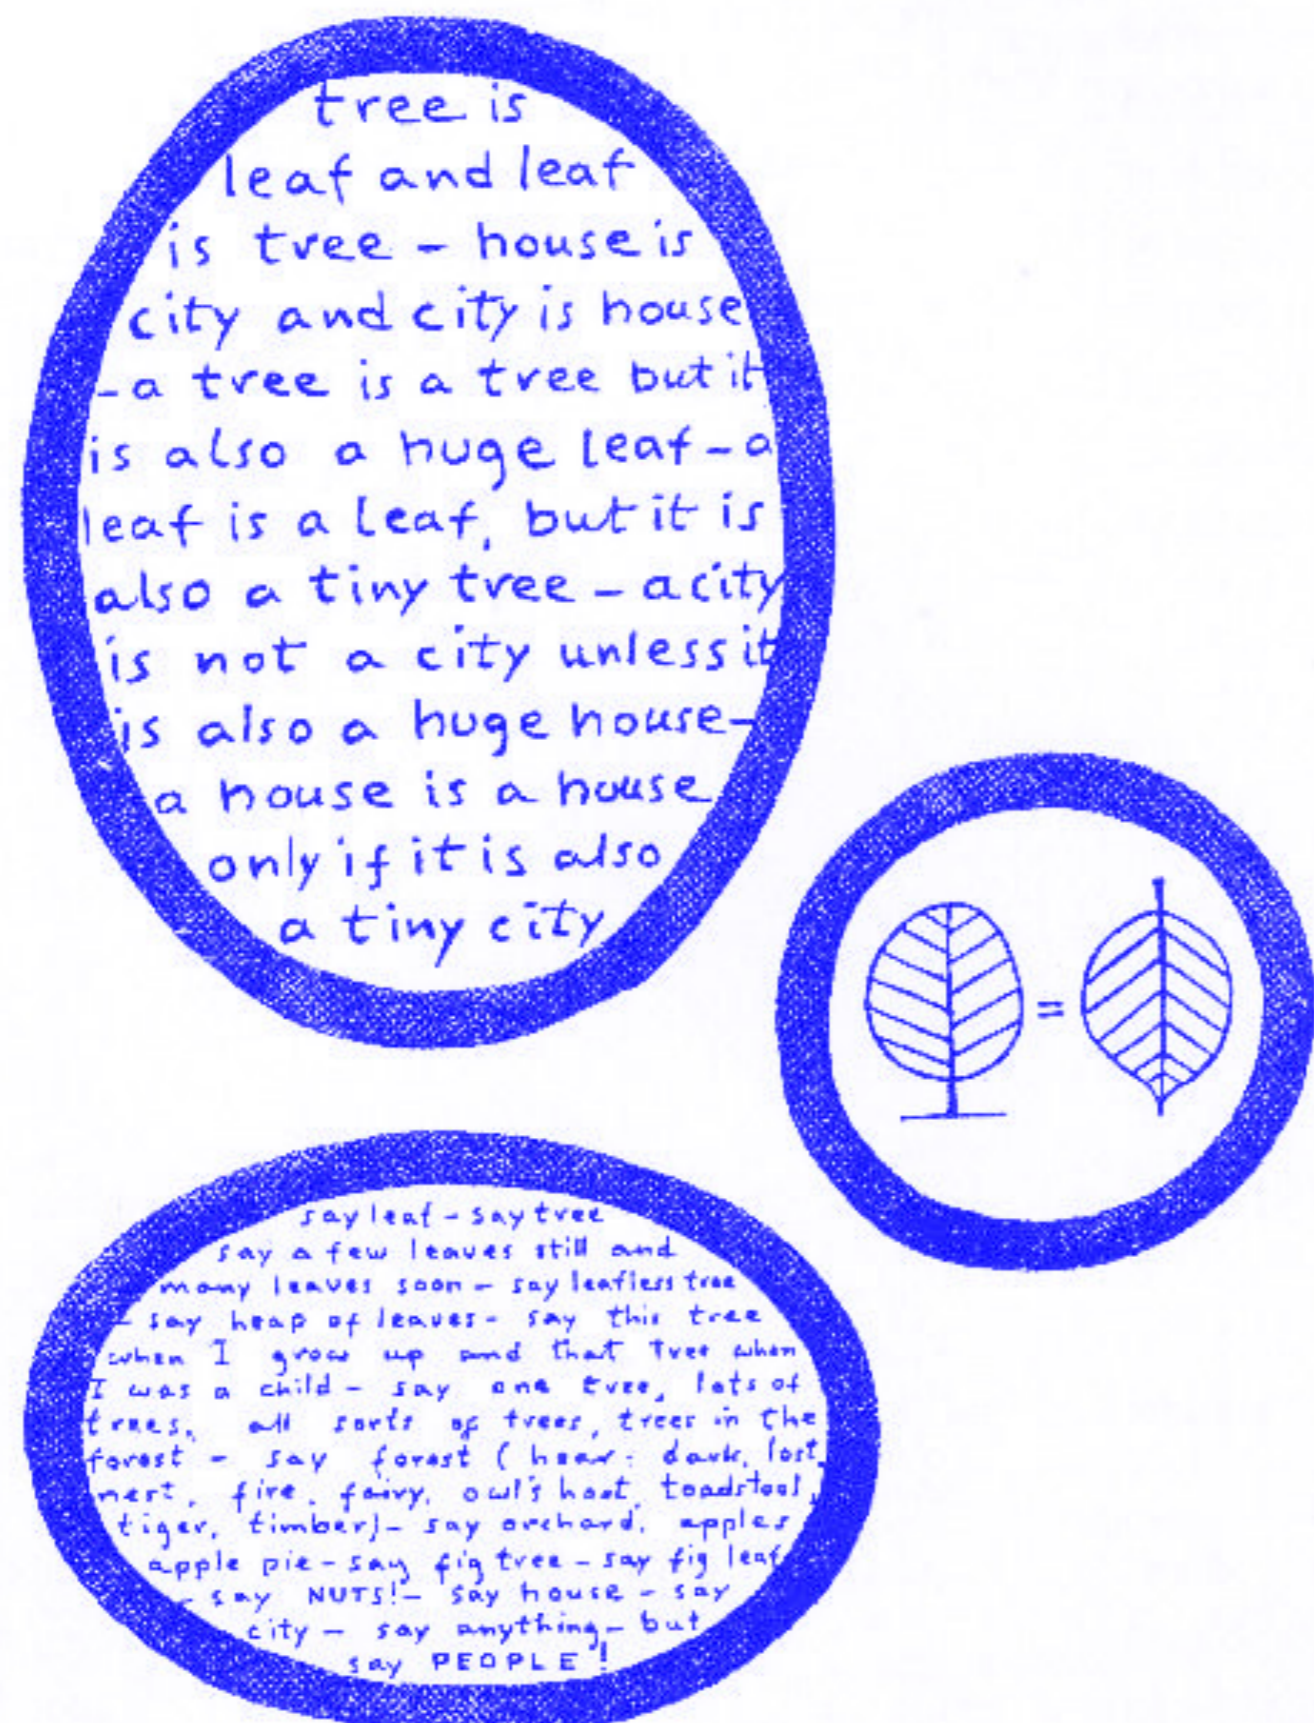 tree is
leaf and leaf
is tree – house is
city and city is house
– a tree is a tree but it
is also a huge leaf – a
leaf is a leaf, but it is
also a tiny tree – a city
is not a city unless it
is also a huge house –
a house is a house
only if it is also
a tiny city
=
say leaf – say tree
say a few leaves still and
many leaves soon – say leafless tree
– say heap of leaves – say this tree
when I grow up and that tree when
I was a child – say one tree, lots of
trees, all sorts of trees, trees in the
forest – say forest (hear: dark, lost,
nest, fire, fairy, owl's hoot, toadstool,
tiger, timber) – say orchard, apples
apple pie – say fig tree – say fig leaf
– say NUTS! – say house – say
city – say anything – but
say PEOPLE!